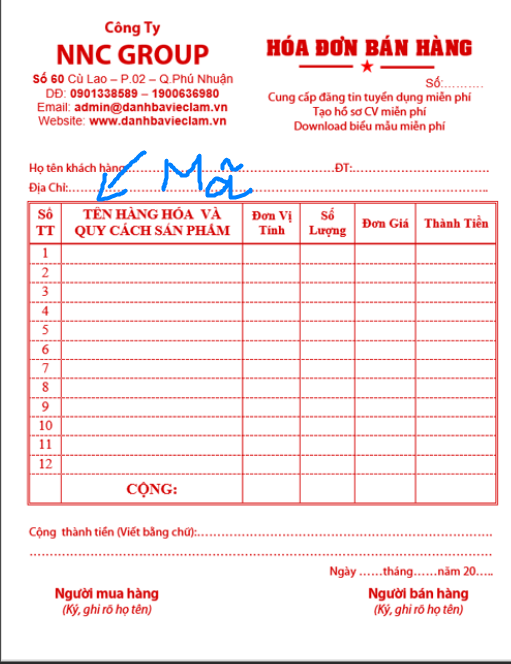 Công Ty
NNC GROUP
Số 60 Cù Lao – P.02 – Q.Phú Nhuận
DĐ: 0901338589 – 1900636980
Email: admin@danhbavieclam.vn
Website: www.danhbavieclam.vn
HÓA ĐƠN BÁN HÀNG
Số:..........
Cung cấp đăng tin tuyển dụng miễn phí
Tạo hồ sơ CV miễn phí
Download biểu mẫu miễn phí
Mã
Họ tên khách hàng:.......... ĐT:..........
Địa Chỉ:..........
Số TT | TÊN HÀNG HÓA VÀ QUY CÁCH SẢN PHẨM | Đơn Vị Tính | Số Lượng | Đơn Giá | Thành Tiền
1
2
3
4
5
6
7
8
9
10
11
12
CỘNG:
Cộng thành tiền (Viết bằng chữ):..........
Ngày ......tháng......năm 20.....
Người mua hàng Người bán hàng
(Ký, ghi rõ họ tên) (Ký, ghi rõ họ tên)